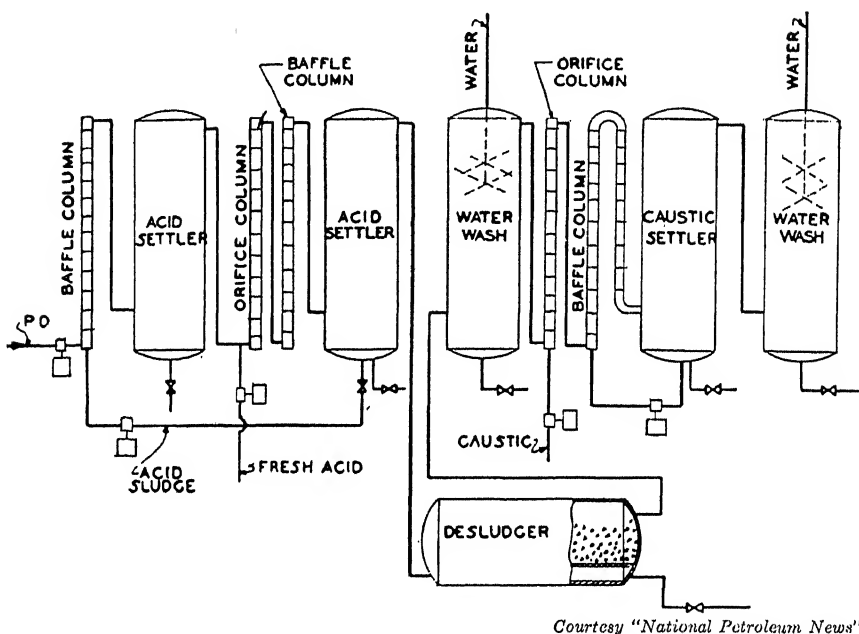 BAFFLE
COLUMN
WATER
ORIFICE
COLUMN
WATER
BAFFLE COLUMN
ACID
SETTLER
ORIFICE COLUMN
ACID
SETTLER
WATER
WASH
BAFFLE COLUMN
CAUSTIC
SETTLER
WATER
WASH
PD
ACID
SLUDGE
FRESH ACID
CAUSTIC
DESLUDGER
Courtesy "National Petroleum News"